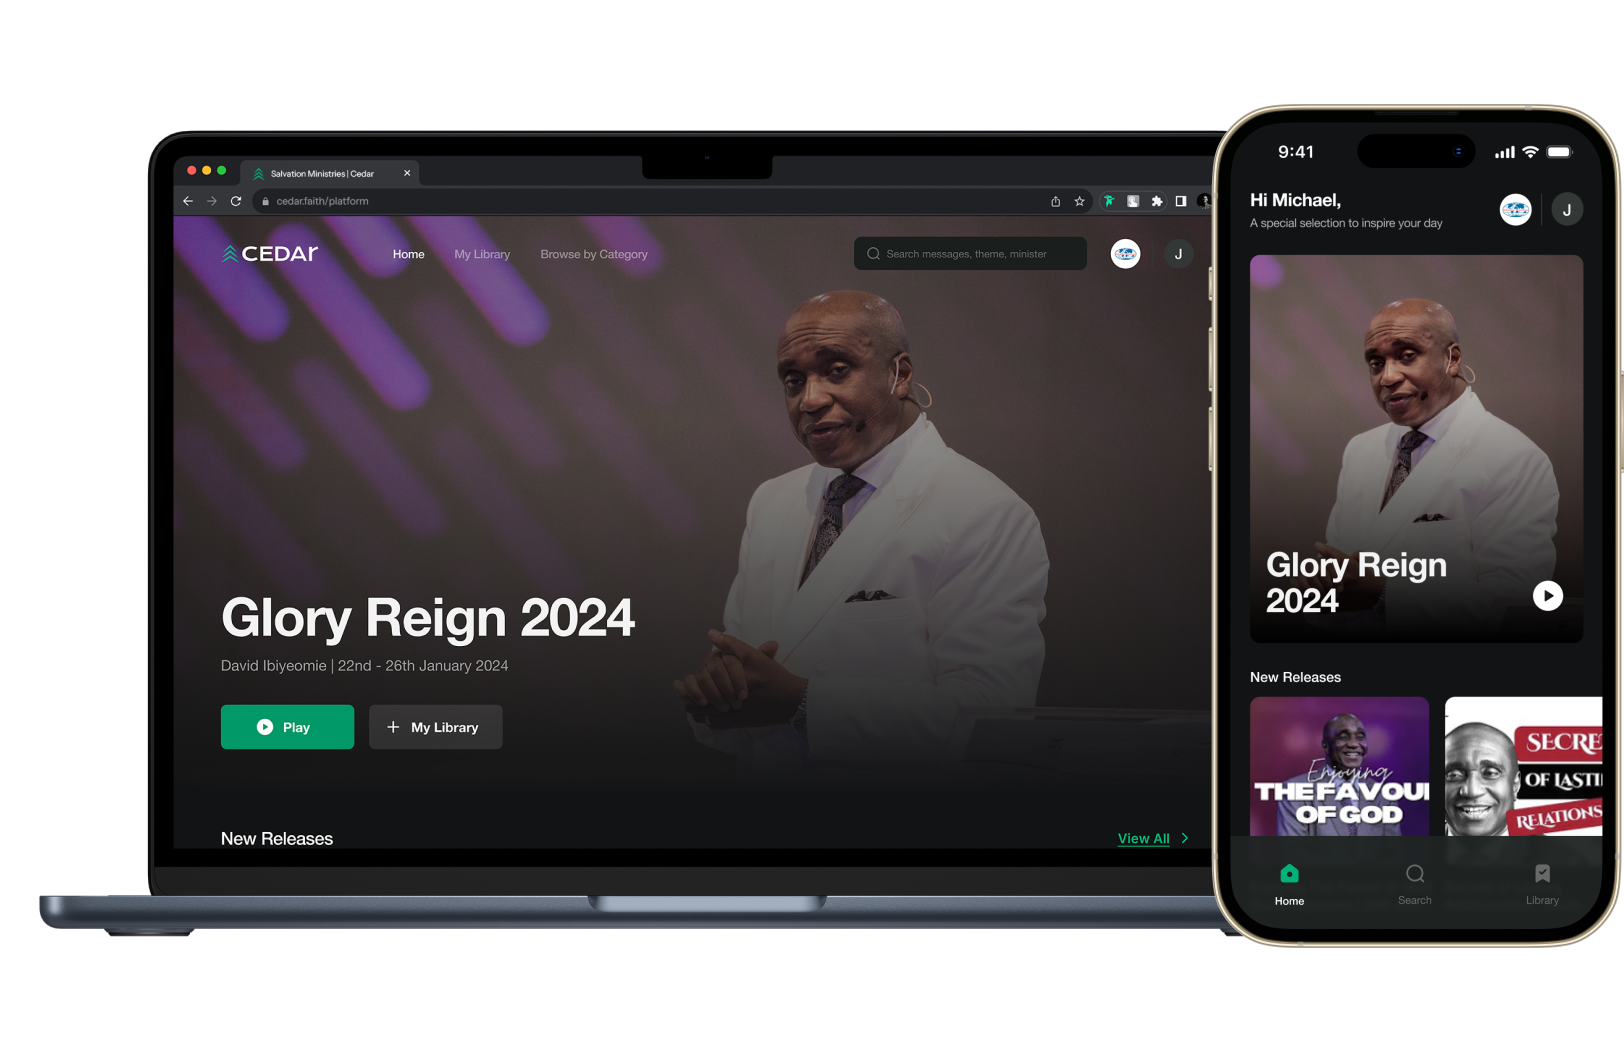 Salvation Ministries | Cedar
cedar.faith/platform
CEDAr
Home
My Library
Browse by Category
Search messages, theme, minister
J
Glory Reign 2024
David Ibiyeomie | 22nd - 26th January 2024
Play
My Library
New Releases
View All
9:41
Hi Michael,
A special selection to inspire your day
J
Glory Reign
2024
New Releases
Enjoying
THE FAVOU
OF GOD
SECRE
OF LASTI
RELATIONS
Home
Search
Library